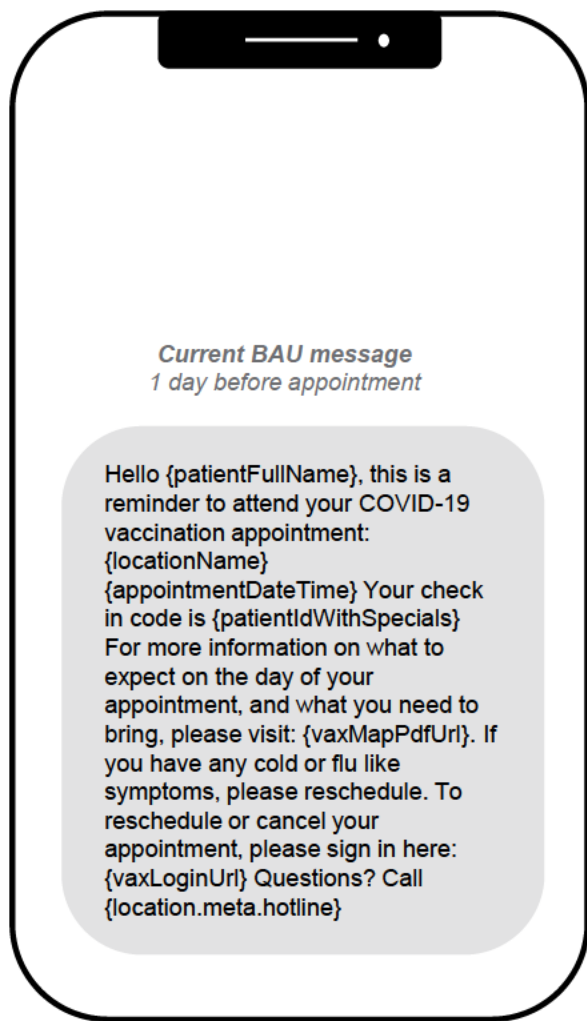 Current BAU message
1 day before appointment
Hello {patientFullName}, this is a
reminder to attend your COVID-19
vaccination appointment:
{locationName}
{appointmentDateTime} Your check
in code is {patientIdWithSpecials}
For more information on what to
expect on the day of your
appointment, and what you need to
bring, please visit: {vaxMapPdfUrl}. If
you have any cold or flu like
symptoms, please reschedule. To
reschedule or cancel your
appointment, please sign in here:
{vaxLoginUrl} Questions? Call
{location.meta.hotline}